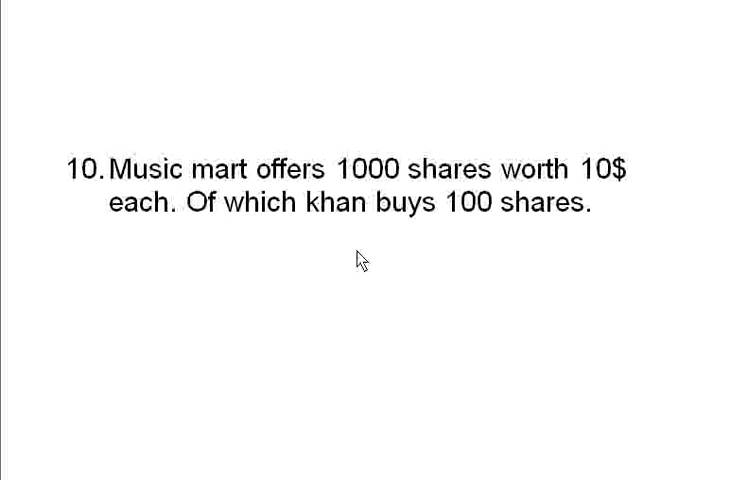 10. Music mart offers 1000 shares worth 10$
each. Of which khan buys 100 shares.